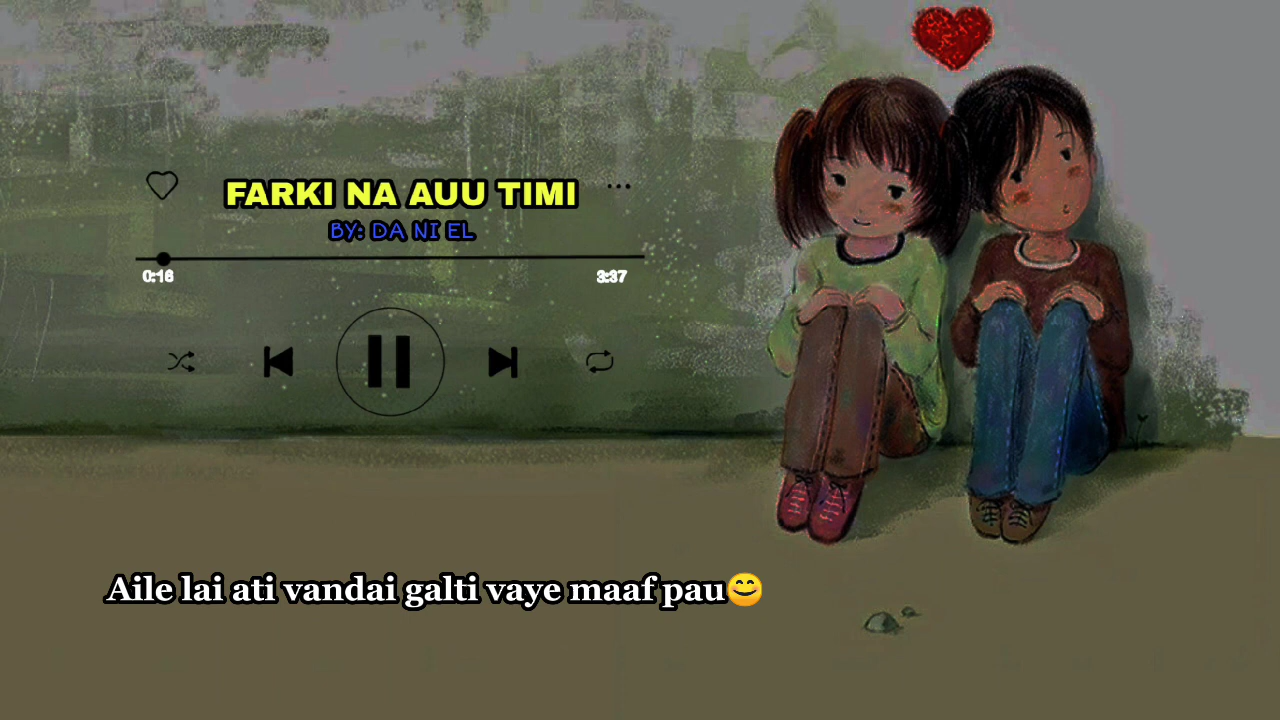 FARKI NA AUU TIMI
BY: DA NI EL
0:16 3:37
Aile lai ati vandai galti vaye maaf pau😊